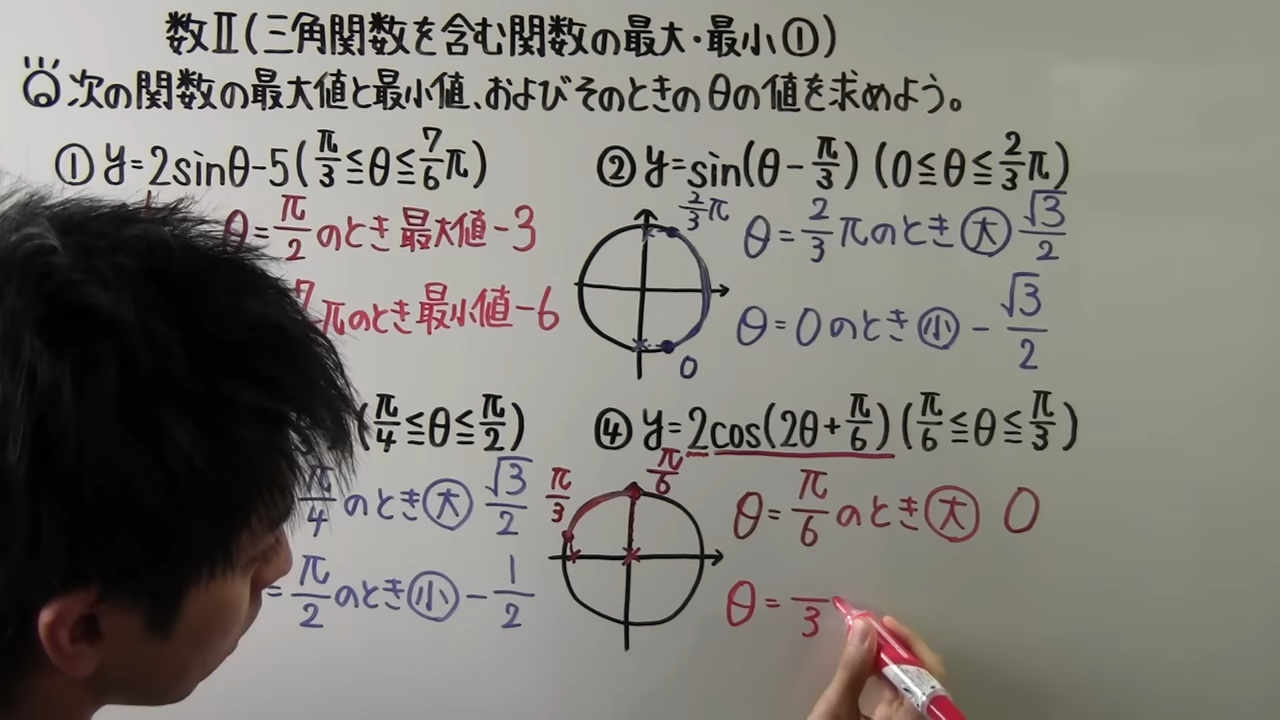 数Ⅱ(三角関数を含む関数の最大・最小①)
次の関数の最大値と最小値、およびそのときのθの値を求めよう。
① y=2sinθ-5(π/3≦θ≦7/6π)
θ=π/2のとき最大値-3
πのとき最小値-6
② y=sin(θ-π/3) (0≦θ≦2/3π)
2/3π
0
θ=2/3πのとき大 √3/2
θ=0のとき小 -√3/2
(π/4≦θ≦π/2)
π/4のとき大 √3/2
=π/2のとき小 -1/2
④ y=2cos(2θ+π/6)(π/6≦θ≦π/3)
π/6
π/3
θ=π/6のとき大 0
θ= /3